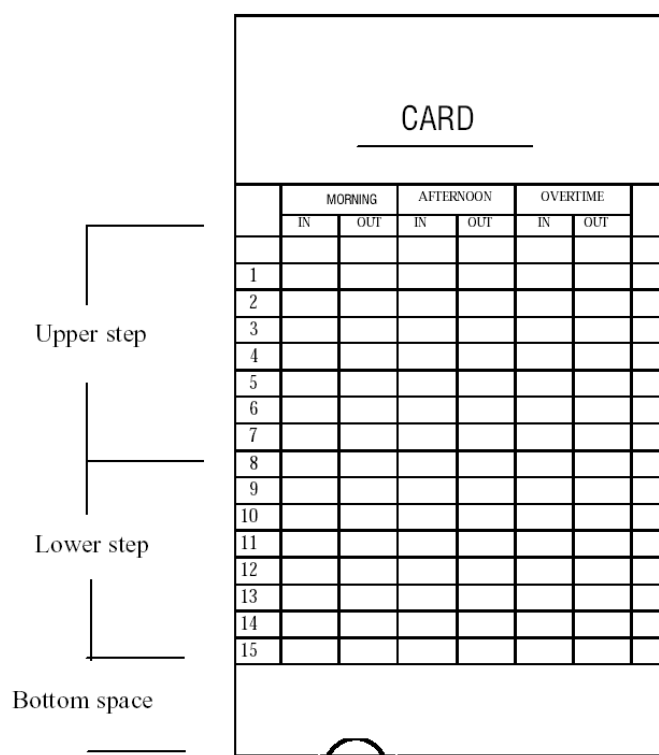 CARD
MORNING AFTERNOON OVERTIME
IN OUT IN OUT IN OUT
1
2
Upper step
3
4
5
6
7
8
9
10
Lower step
11
12
13
14
15
Bottom space